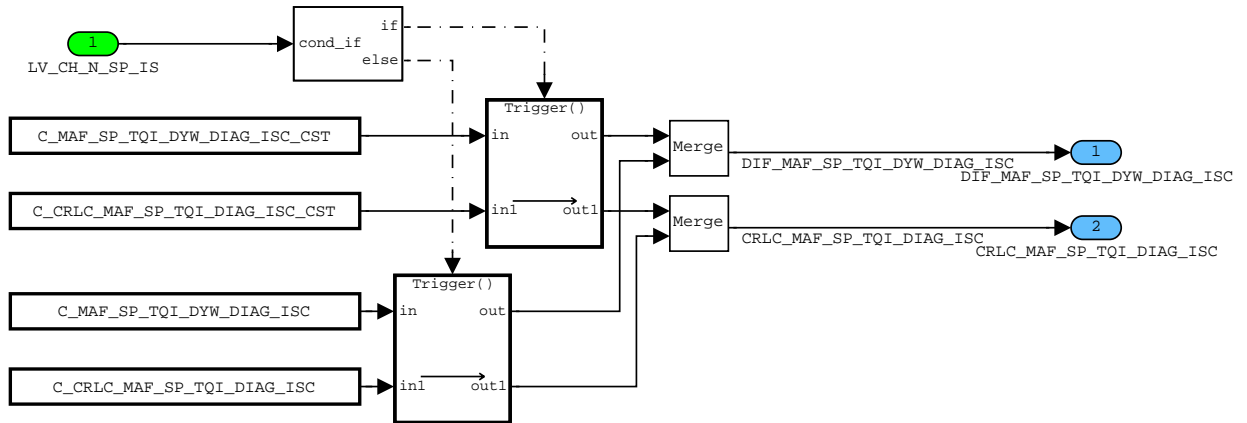 1
LV_CH_N_SP_IS
cond_if
if
else
C_MAF_SP_TQI_DYW_DIAG_ISC_CST
C_CRLC_MAF_SP_TQI_DIAG_ISC_CST
Trigger()
in
out
in1
out1
Merge
DIF_MAF_SP_TQI_DYW_DIAG_ISC
1
DIF_MAF_SP_TQI_DYW_DIAG_ISC
Merge
CRLC_MAF_SP_TQI_DIAG_ISC
2
CRLC_MAF_SP_TQI_DIAG_ISC
C_MAF_SP_TQI_DYW_DIAG_ISC
C_CRLC_MAF_SP_TQI_DIAG_ISC
Trigger()
in
out
in1
out1